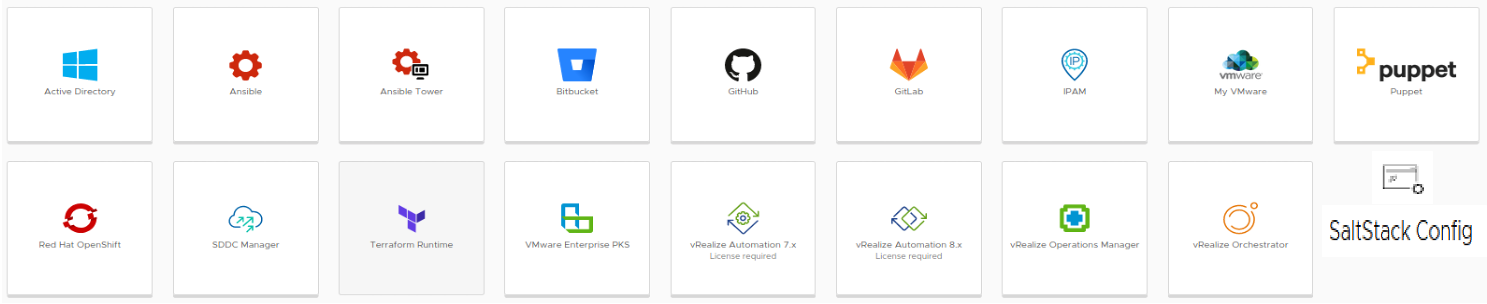 Active Directory
Ansible
Ansible Tower
Bitbucket
GitHub
GitLab
IP
IPAM
vmware
My VMware
puppet
Puppet
Red Hat OpenShift
SDDC Manager
Terraform Runtime
VMware Enterprise PKS
vRealize Automation 7.x
License required
vRealize Automation 8.x
License required
vRealize Operations Manager
vRealize Orchestrator
SaltStack Config